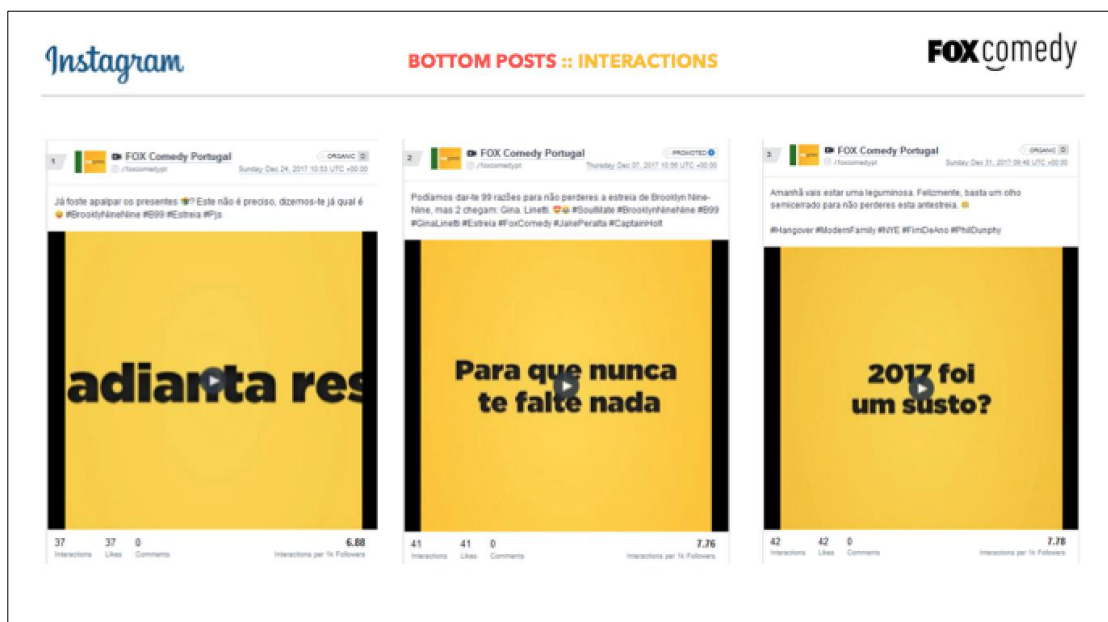 Instagram
BOTTOM POSTS :: INTERACTIONS
FOX comedy
1
FOX Comedy Portugal
/foxcomedypt
ORGANIC
Sunday Dec 24, 2017 10:53 UTC +00:00
Já foste apalpar os presentes 🎁? Este não é preciso, dizemos-te já qual é
😜 #BrooklyNineNine #B99 #Estreia #Pjs
adianta res
37 37 0
Interactions Likes Comments
6.88
Interactions per 1k Followers
2
FOX Comedy Portugal
/foxcomedypt
PROMOTED
Thursday Dec 07, 2017 10:56 UTC +00:00
Podíamos dar-te 99 razões para não perderes a estreia de Brooklyn Nine-
Nine, mas 2 chegam: Gina. Linetti. #SoulMate #BrooklynNineNine #B99
#GinaLinetti #Estreia #FoxComedy #JakePeralta #CaptainHolt
Para que nunca
te falte nada
41 41 0
Interactions Likes Comments
7.76
Interactions per 1k Followers
3
FOX Comedy Portugal
/foxcomedypt
ORGANIC
Sunday Dec 31, 2017 09:48 UTC +00:00
Amanhã vais estar uma leguminosa. Felizmente, basta um olho
semicerrado para não perderes esta antestreia.
#Hangover #ModernFamily #NYE #FimDeAno #PhilDunphy
2017 foi
um susto?
42 42 0
Interactions Likes Comments
7.78
Interactions per 1k Followers